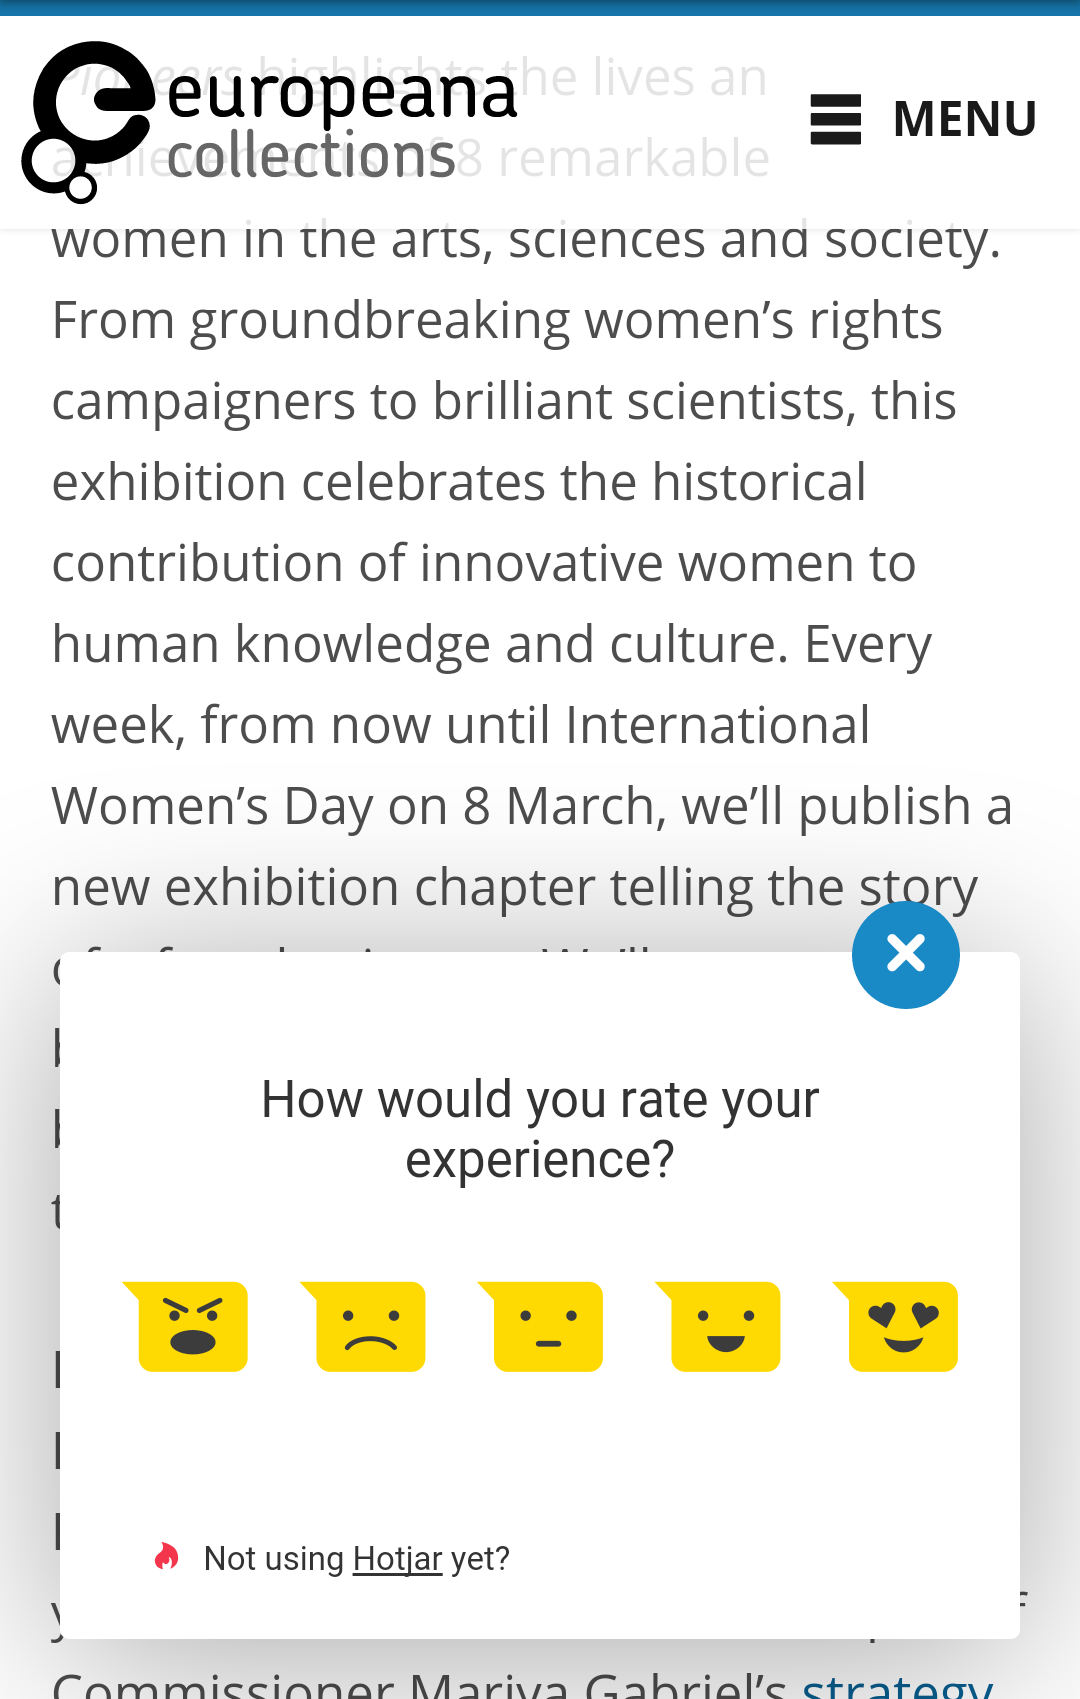 europeana
collections
MENU
Pioneers highlights the lives an
achievements of 8 remarkable
women in the arts, sciences and society.
From groundbreaking women’s rights
campaigners to brilliant scientists, this
exhibition celebrates the historical
contribution of innovative women to
human knowledge and culture. Every
week, from now until International
Women’s Day on 8 March, we’ll publish a
new exhibition chapter telling the story
How would you rate your
experience?
Not using Hotjar yet?
Commissioner Mariya Gabriel’s strategy